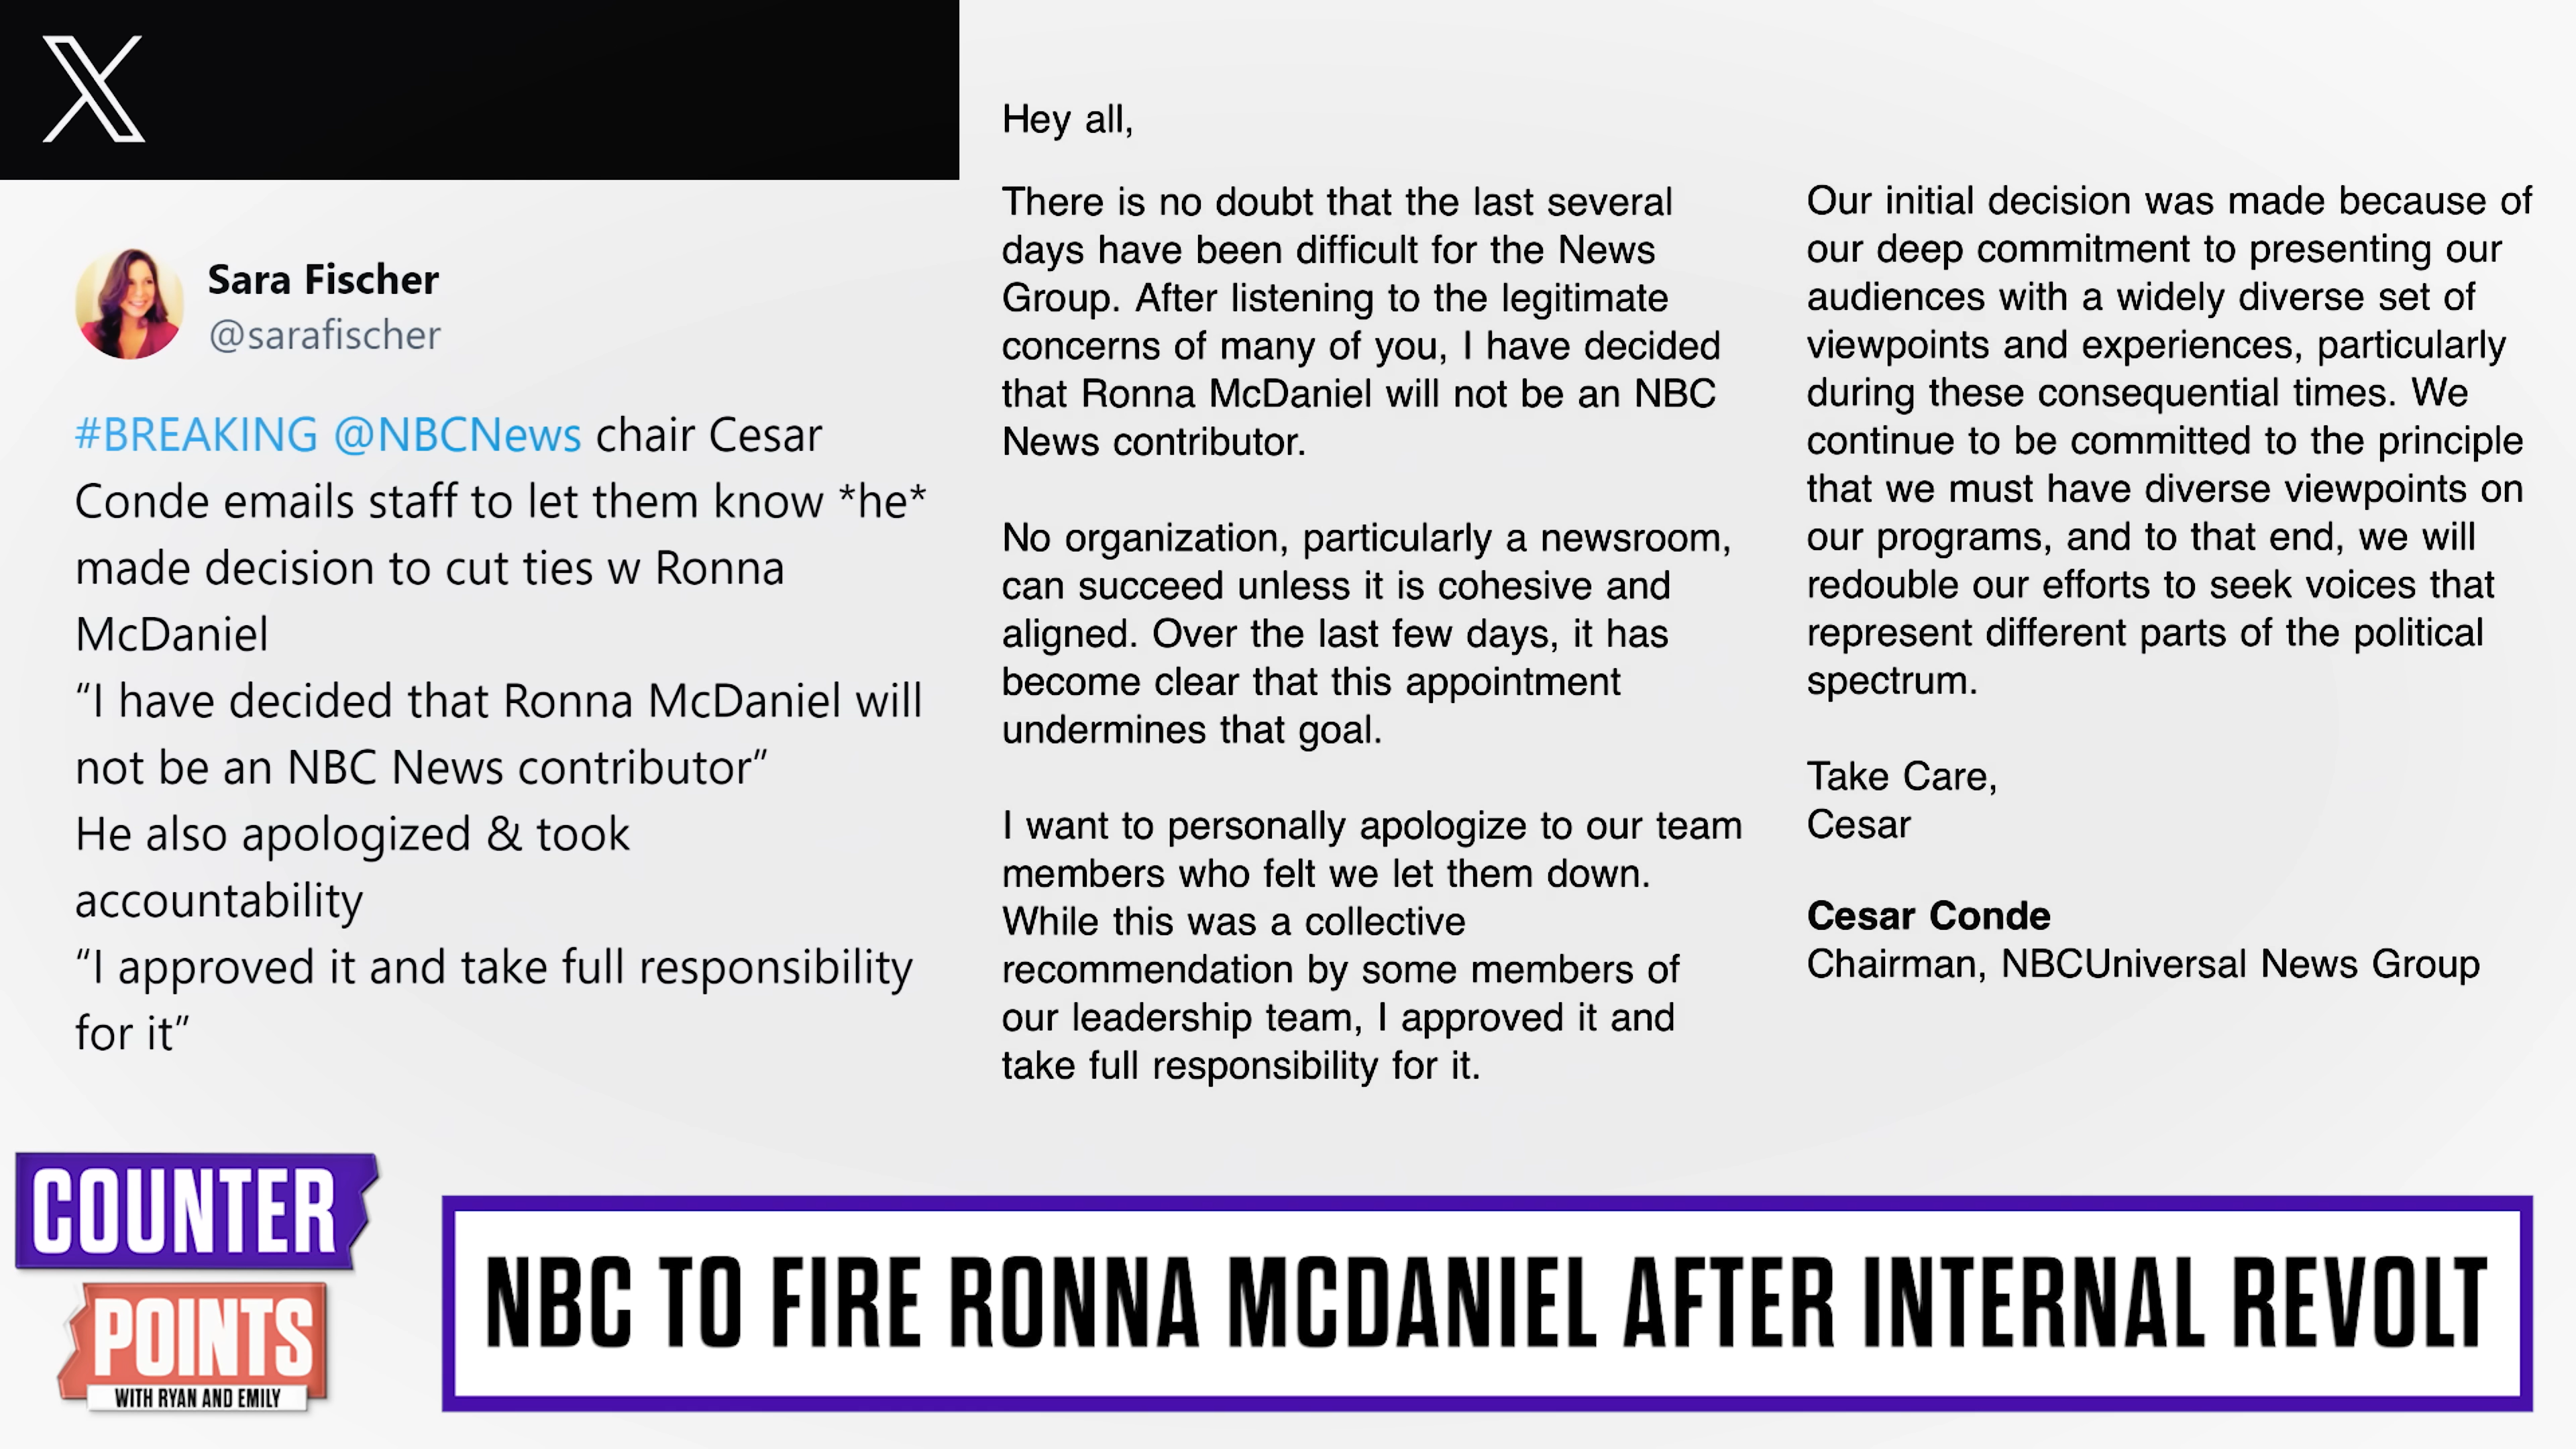 X
Sara Fischer
@sarafischer
#BREAKING @NBCNews chair Cesar
Conde emails staff to let them know *he*
made decision to cut ties w Ronna
McDaniel
“I have decided that Ronna McDaniel will
not be an NBC News contributor”
He also apologized & took
accountability
“I approved it and take full responsibility
for it”
Hey all,
There is no doubt that the last several
days have been difficult for the News
Group. After listening to the legitimate
concerns of many of you, I have decided
that Ronna McDaniel will not be an NBC
News contributor.
No organization, particularly a newsroom,
can succeed unless it is cohesive and
aligned. Over the last few days, it has
become clear that this appointment
undermines that goal.
I want to personally apologize to our team
members who felt we let them down.
While this was a collective
recommendation by some members of
our leadership team, I approved it and
take full responsibility for it.
Our initial decision was made because of
our deep commitment to presenting our
audiences with a widely diverse set of
viewpoints and experiences, particularly
during these consequential times. We
continue to be committed to the principle
that we must have diverse viewpoints on
our programs, and to that end, we will
redouble our efforts to seek voices that
represent different parts of the political
spectrum.
Take Care,
Cesar
Cesar Conde
Chairman, NBCUniversal News Group
COUNTER
POINTS
WITH RYAN AND EMILY
NBC TO FIRE RONNA MCDANIEL AFTER INTERNAL REVOLT